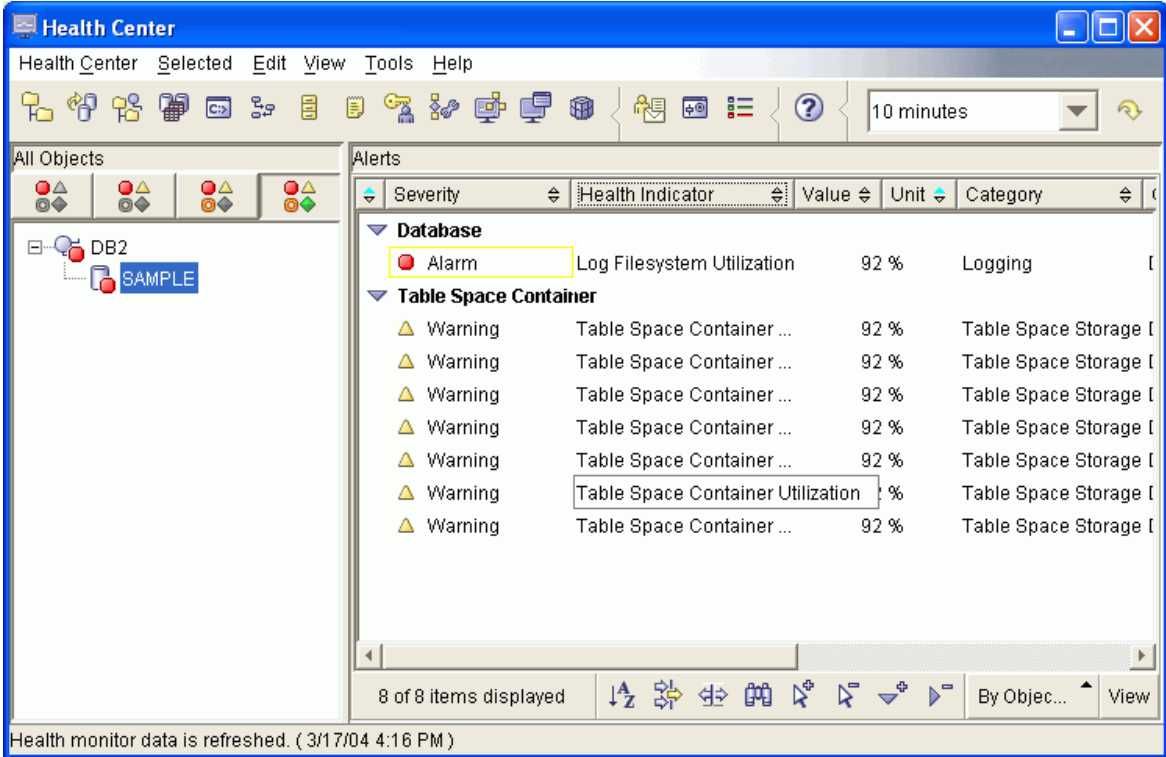 Health Center
Health Center Selected Edit View Tools Help
10 minutes
All Objects
Alerts
Severity Health Indicator Value Unit Category
DB2
SAMPLE
Database
Alarm Log Filesystem Utilization 92 % Logging
Table Space Container
Warning Table Space Container ... 92 % Table Space Storage
Warning Table Space Container ... 92 % Table Space Storage
Warning Table Space Container ... 92 % Table Space Storage
Warning Table Space Container ... 92 % Table Space Storage
Warning Table Space Container ... 92 % Table Space Storage
Warning Table Space Container Utilization % Table Space Storage
Warning Table Space Container ... 92 % Table Space Storage
8 of 8 items displayed By Objec... View
Health monitor data is refreshed. ( 3/17/04 4:16 PM )